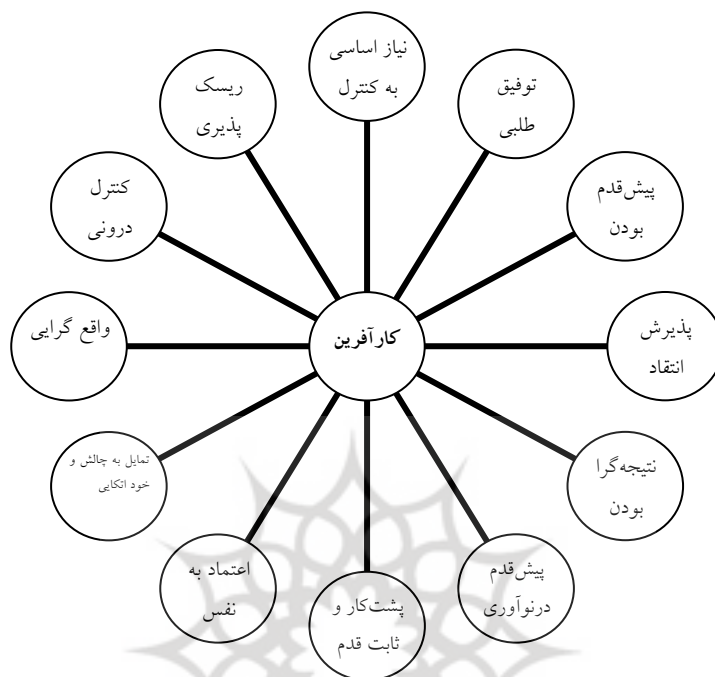 نیاز اساسی
به کنترل
توفیق
طلبی
پیش‌قدم
بودن
پذیرش
انتقاد
نتیجه‌گرا
بودن
پیش‌قدم
درنوآوری
پشت‌کار و
ثابت قدم
اعتماد به
نفس
تمایل به چالش و
خود اتکایی
واقع گرایی
کنترل
درونی
ریسک
پذیری
کارآفرین